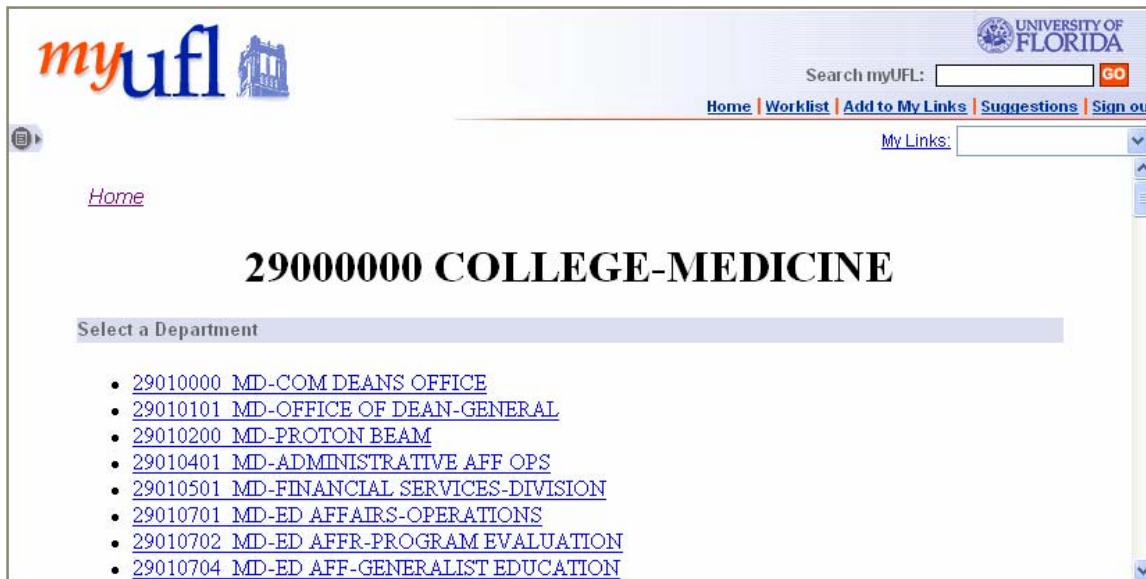 myufl
UNIVERSITY OF
FLORIDA
Search myUFL: GO
Home | Worklist | Add to My Links | Suggestions | Sign ou
My Links:
Home
29000000 COLLEGE-MEDICINE
Select a Department
• 29010000 MD-COM DEANS OFFICE
• 29010101 MD-OFFICE OF DEAN-GENERAL
• 29010200 MD-PROTON BEAM
• 29010401 MD-ADMINISTRATIVE AFF OPS
• 29010501 MD-FINANCIAL SERVICES-DIVISION
• 29010701 MD-ED AFFAIRS-OPERATIONS
• 29010702 MD-ED AFFR-PROGRAM EVALUATION
• 29010704 MD-ED AFF-GENERALIST EDUCATION